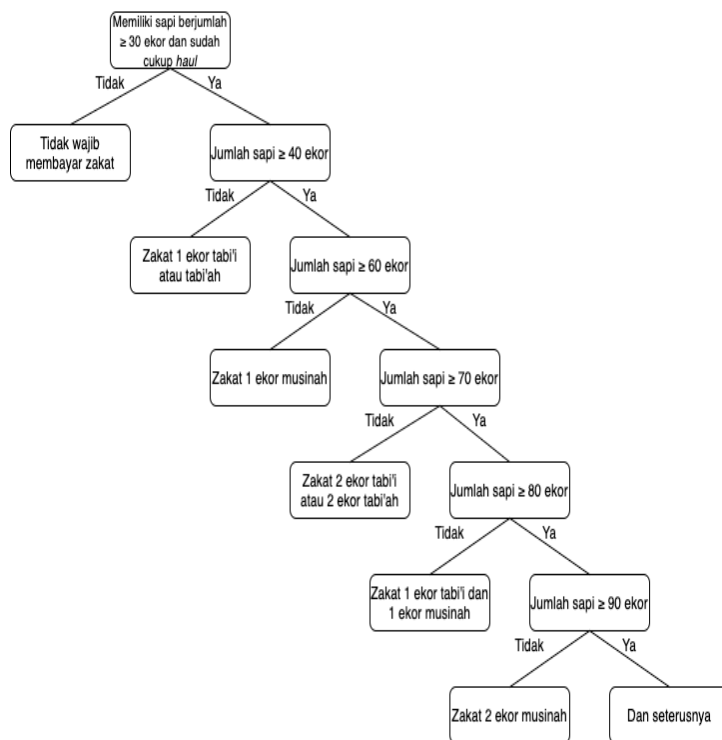 Memiliki sapi berjumlah
≥ 30 ekor dan sudah
cukup haul
Tidak
Ya
Tidak wajib
membayar zakat
Jumlah sapi ≥ 40 ekor
Tidak
Ya
Zakat 1 ekor tabi'i
atau tabi'ah
Jumlah sapi ≥ 60 ekor
Tidak
Ya
Zakat 1 ekor musinah
Jumlah sapi ≥ 70 ekor
Tidak
Ya
Zakat 2 ekor tabi'i
atau 2 ekor tabi'ah
Jumlah sapi ≥ 80 ekor
Tidak
Ya
Zakat 1 ekor tabi'i dan
1 ekor musinah
Jumlah sapi ≥ 90 ekor
Tidak
Ya
Zakat 2 ekor musinah
Dan seterusnya